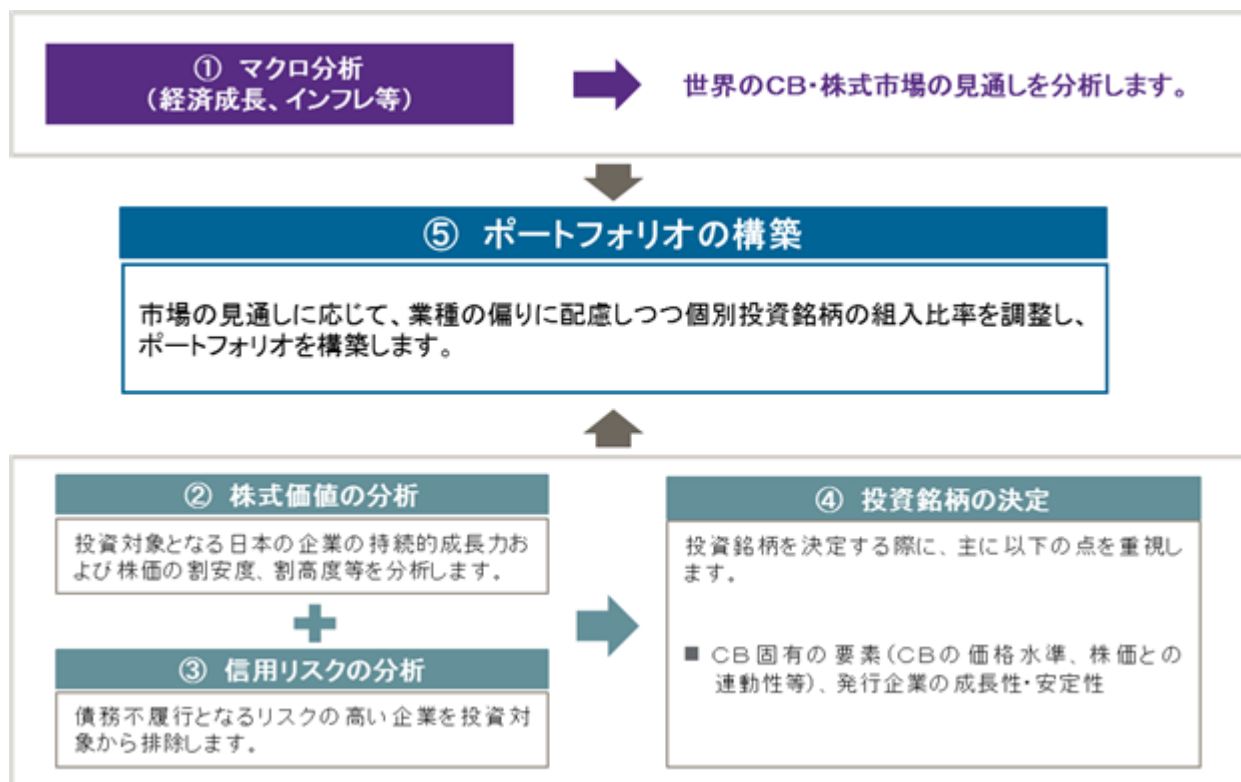 ① マクロ分析
（経済成長、インフレ等）
世界のCB・株式市場の見通しを分析します。
⑤ ポートフォリオの構築
市場の見通しに応じて、業種の偏りに配慮しつつ個別投資銘柄の組入比率を調整し、
ポートフォリオを構築します。
② 株式価値の分析
投資対象となる日本の企業の持続的成長力お
よび株価の割安度、割高度等を分析します。
③ 信用リスクの分析
債務不履行となるリスクの高い企業を投資対
象から排除します。
④ 投資銘柄の決定
投資銘柄を決定する際に、主に以下の点を重視し
ます。
■ CB固有の要素（CBの価格水準、株価との
連動性等）、発行企業の成長性・安定性